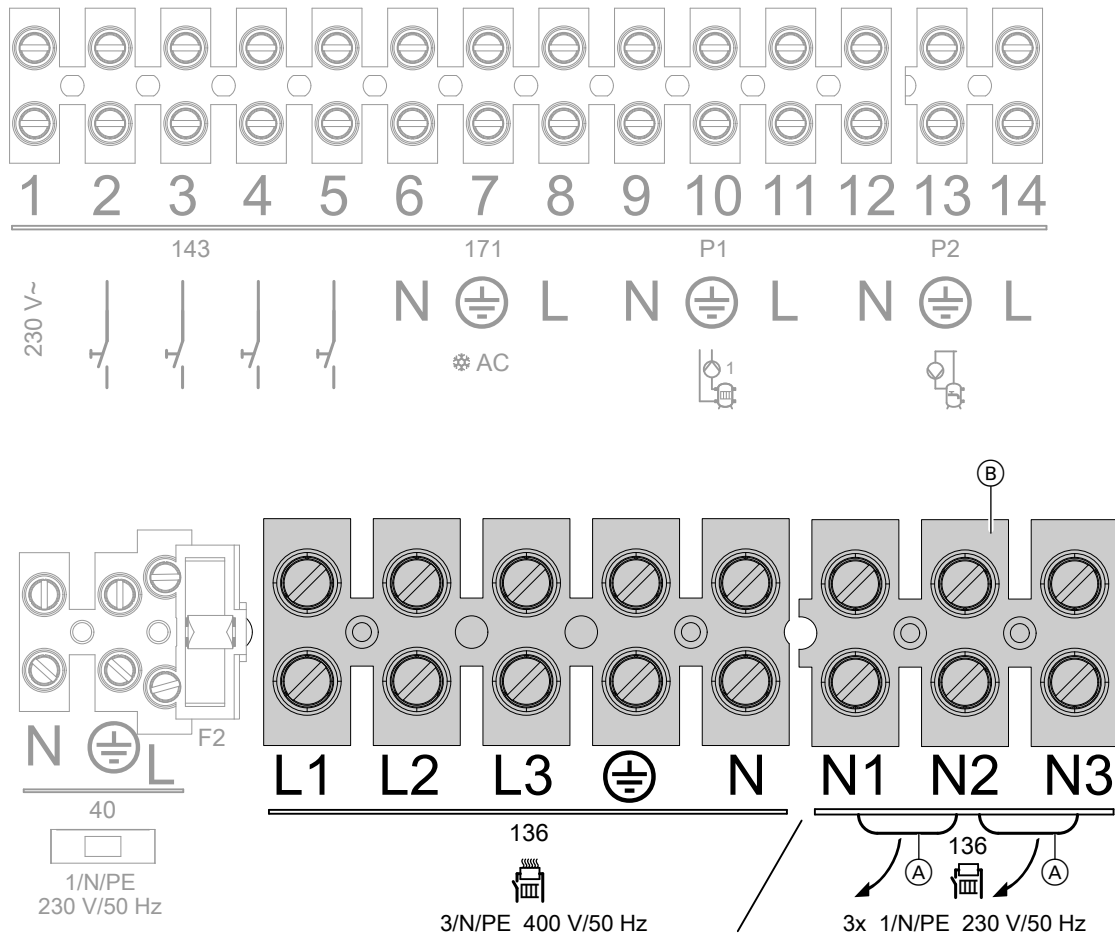 1 2 3 4 5 6 7 8 9 10 11 12 13 14
143 171 P1 P2
230 V~
N L N L N L
AC
1
B
N L F2
L1 L2 L3 N N1 N2 N3
40
136
136
A A
1/N/PE
230 V/50 Hz
3/N/PE 400 V/50 Hz
3x 1/N/PE 230 V/50 Hz